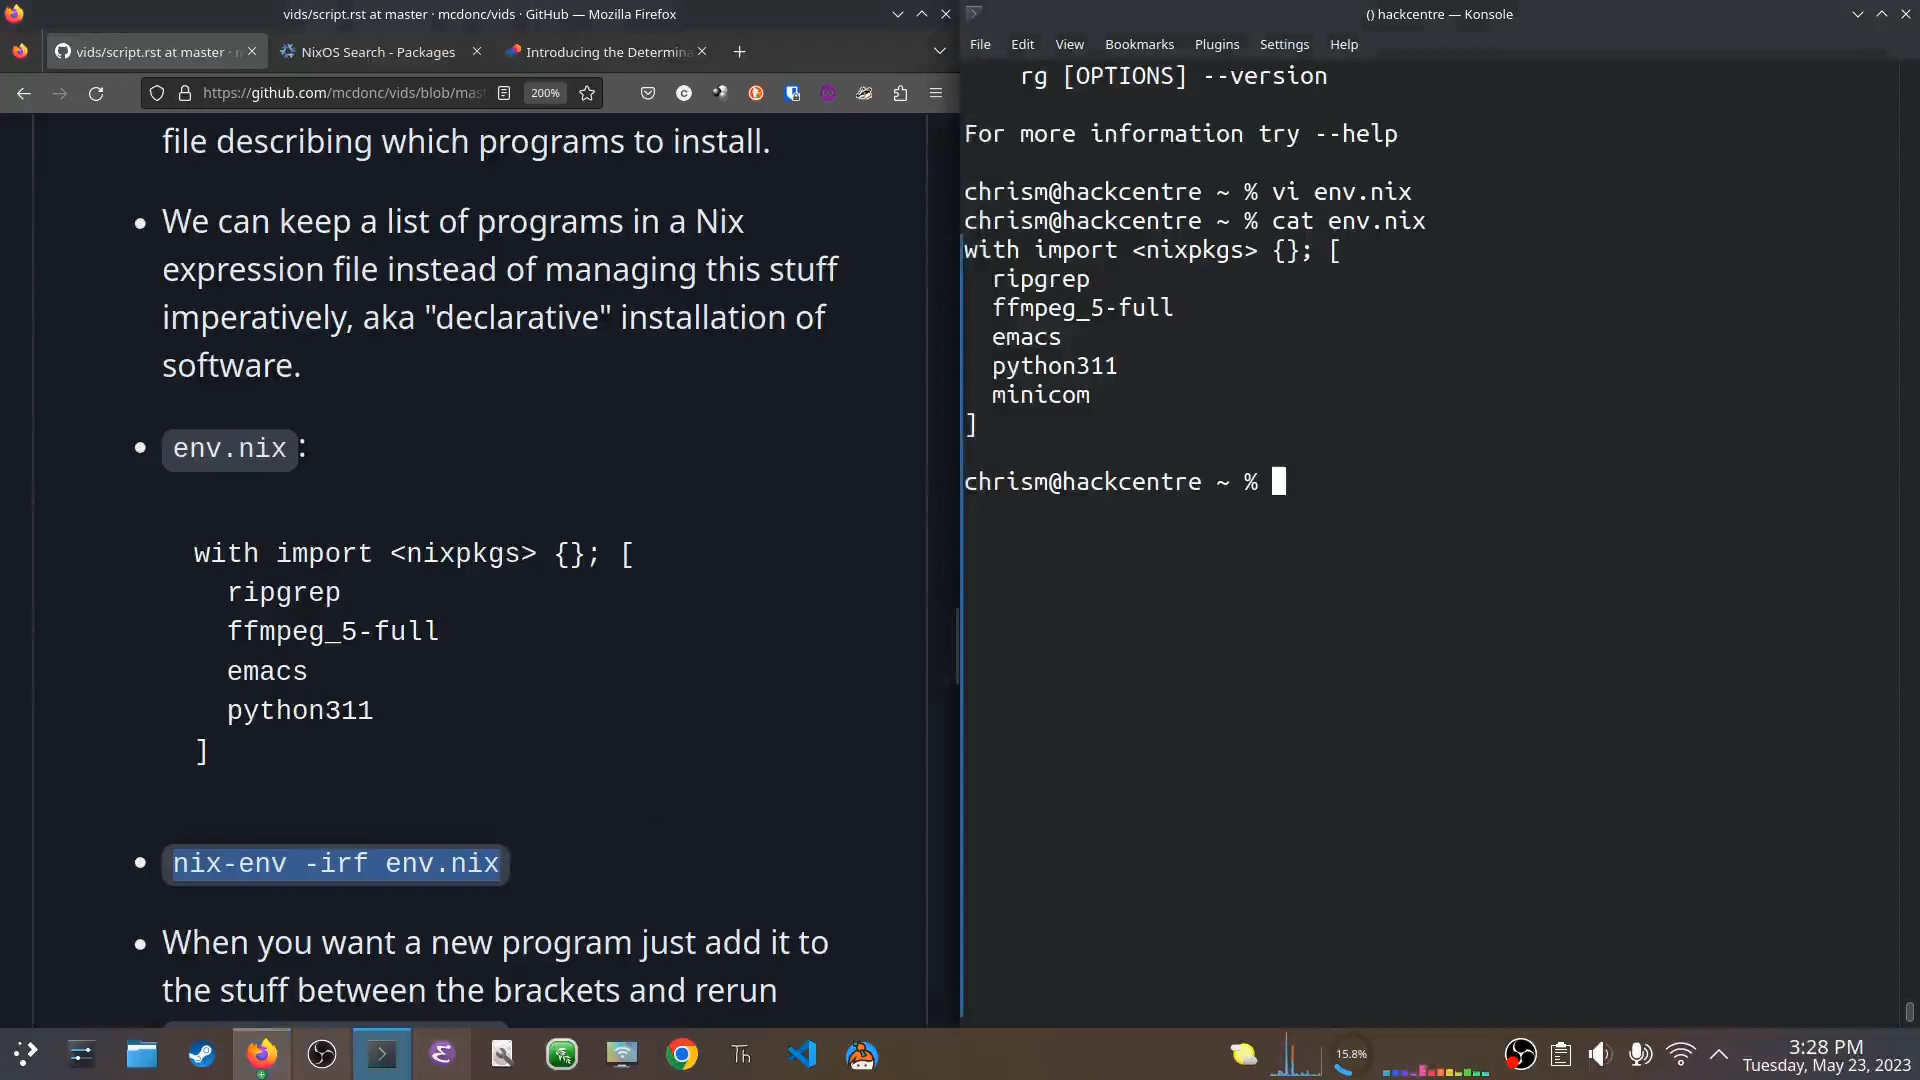 vids/script.rst at master · mcdonc/vids · GitHub — Mozilla Firefox
vids/script.rst at master · 
NixOS Search - Packages
Introducing the Determina
https://github.com/mcdonc/vids/blob/mas
200%
file describing which programs to install.
We can keep a list of programs in a Nix
expression file instead of managing this stuff
imperatively, aka "declarative" installation of
software.
env.nix:
with import <nixpkgs> {}; [
ripgrep
ffmpeg_5-full
emacs
python311
]
nix-env -irf env.nix
When you want a new program just add it to
the stuff between the brackets and rerun
() hackcentre — Konsole
File Edit View Bookmarks Plugins Settings Help
rg [OPTIONS] --version
For more information try --help
chrism@hackcentre ~ % vi env.nix
chrism@hackcentre ~ % cat env.nix
with import <nixpkgs> {}; [
ripgrep
ffmpeg_5-full
emacs
python311
minicom
]
chrism@hackcentre ~ %
Th
15.8%
3:28 PM
Tuesday, May 23, 2023